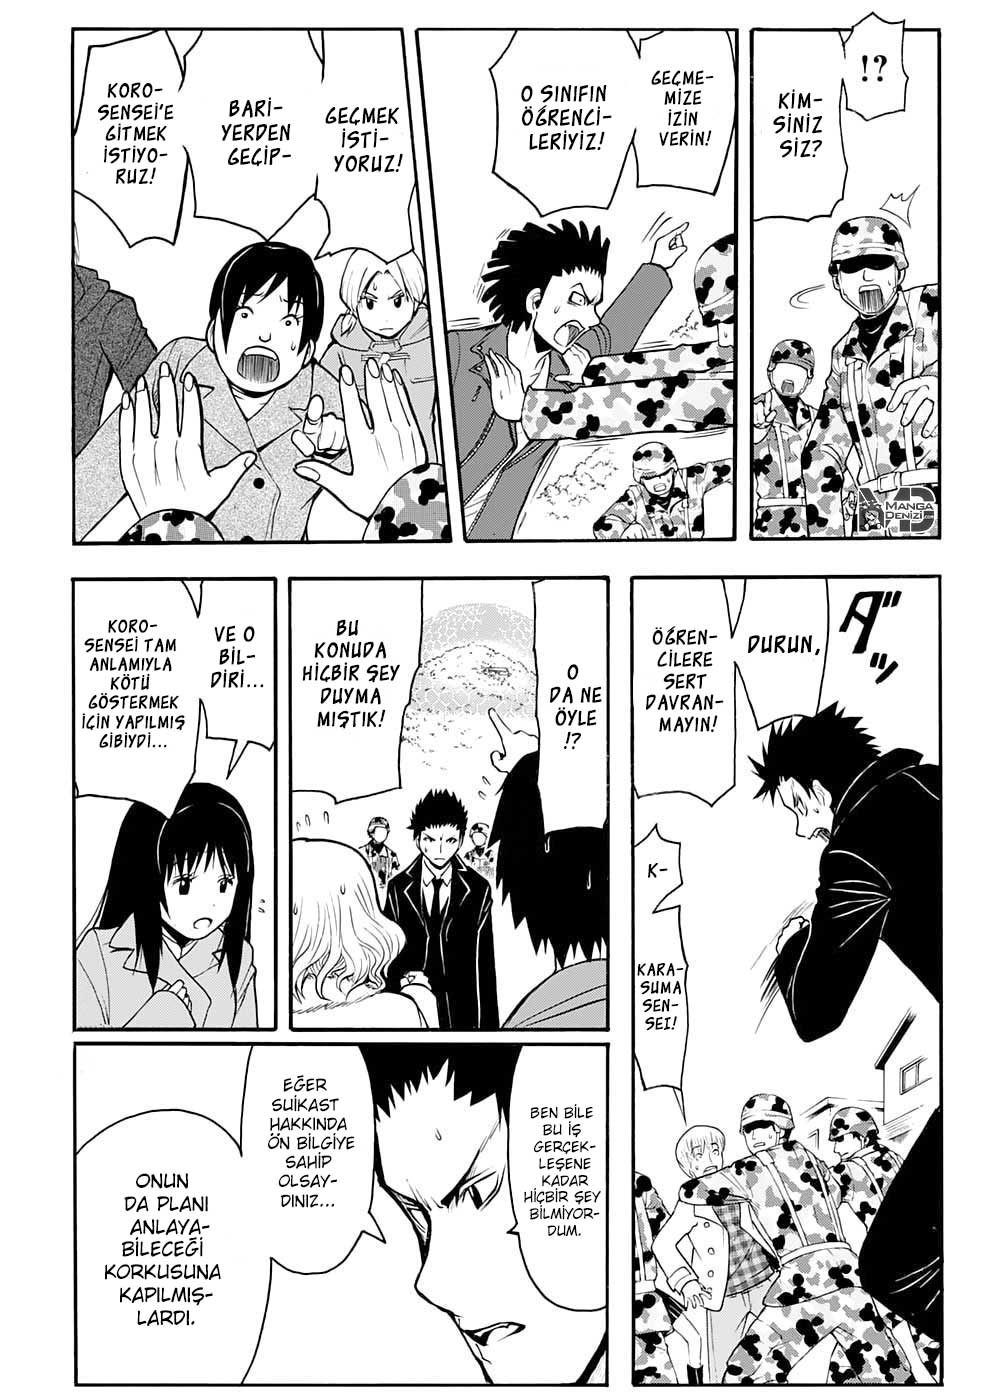 !?
KİM-
SİNİZ
SİZ?
GEÇME-
MİZE
İZİN
VERİN!
O SINIFIN
ÖĞRENCİ-
LERİYİZ!
GEÇMEK
İSTİ-
YORUZ!
BARİ-
YERDEN
GEÇİP-
KORO-
SENSEİ'E
GİTMEK
İSTİYO-
RUZ!
MANGA
DENİZİ
.COM
DURUN,
ÖĞREN-
CİLERE
SERT
DAVRAN-
MAYIN!
K-
KARA-
SUMA
SEN-
SEİ!
O
DA NE
ÖYLE
!?
BU
KONUDA
HİÇBİR ŞEY
DUYMA
MIŞTIK!
VE O
BİL-
DİRİ...
KORO-
SENSEİ TAM
ANLAMIYLA
KÖTÜ
GÖSTERMEK
İÇİN YAPILMIŞ
GİBİYDİ...
BEN BİLE
BU İŞ
GERÇEK-
LEŞENE
KADAR
HİÇBİR ŞEY
BİLMİYOR-
DUM.
EĞER
SUİKAST
HAKKINDA
ÖN BİLGİYE
SAHİP
OLSAY-
DINIZ...
ONUN
DA PLANI
ANLAYA-
BİLECEĞİ
KORKUSUNA
KAPILMIŞ-
LARDI.